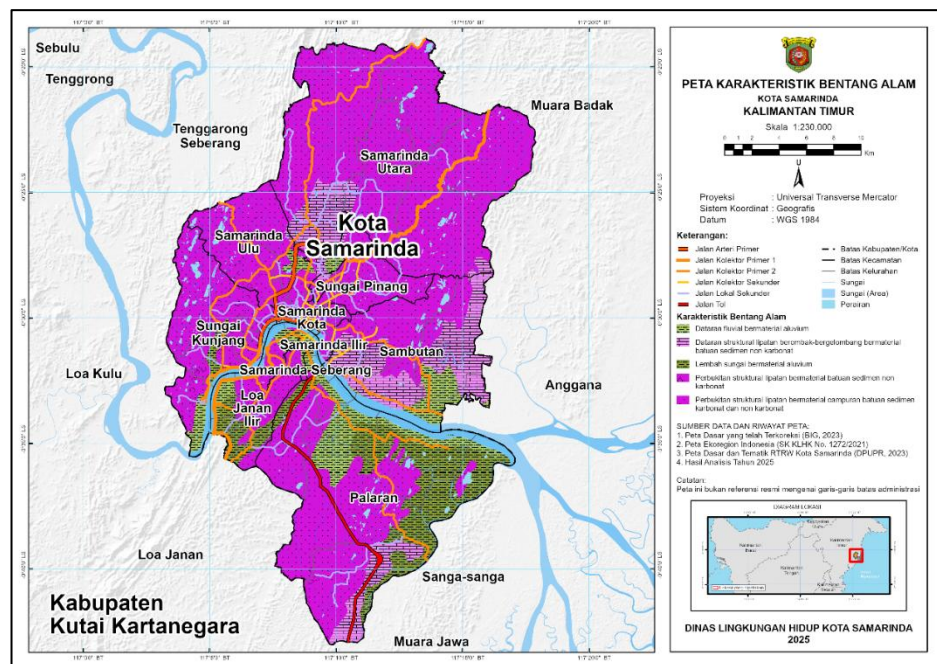 Sebulu
Tenggrong
Tenggarong
Seberang
Muara Badak
Samarinda
Utara
Samarinda
Ulu
Kota
Samarinda
Sungai Pinang
Samarinda
Kota
Sungai
Kunjang
Samarinda Ilir
Sambutan
Samarinda Seberang
Loa Kulu
Anggana
Loa
Janan
Ilir
Palaran
Loa Janan
Sanga-sanga
Kabupaten
Kutai Kartanegara
Muara Jawa
PETA KARAKTERISTIK BENTANG ALAM
KOTA SAMARINDA
KALIMANTAN TIMUR
Skala 1:230.000
Km
U
Proyeksi : Universal Transverse Mercator
Sistem Koordinat : Geografis
Datum : WGS 1984
Keterangan:
Jalan Arteri Primer
Jalan Kolektor Primer 1
Jalan Kolektor Primer 2
Jalan Kolektor Sekunder
Jalan Lokal Sekunder
Jalan Tol
Batas Kabupaten/Kota
Batas Kecamatan
Batas Kelurahan
Sungai
Sungai (Area)
Perairan
Karakteristik Bentang Alam
Dataran fluvial bermaterial aluvium
Dataran struktural lipatan berombak-bergelombang bermaterial
batuan sedimen non karbonat
Lembah sungai bermaterial aluvium
Perbukitan struktural lipatan bermaterial batuan sedimen non
karbonat
Perbukitan struktural lipatan bermaterial campuran batuan sedimen
karbonat dan non karbonat
SUMBER DATA DAN RIWAYAT PETA:
1. Peta Dasar yang telah Terkoreksi (BIG, 2023)
2. Peta Ekoregion Indonesia (SK KLHK No. 1272/2021)
3. Peta Dasar dan Tematik RTRW Kota Samarinda (DPUPR, 2023)
4. Hasil Analisis Tahun 2025
Catatan:
Peta ini bukan referensi resmi mengenai garis-garis batas administrasi
DIAGRAM LOKASI
DINAS LINGKUNGAN HIDUP KOTA SAMARINDA
2025